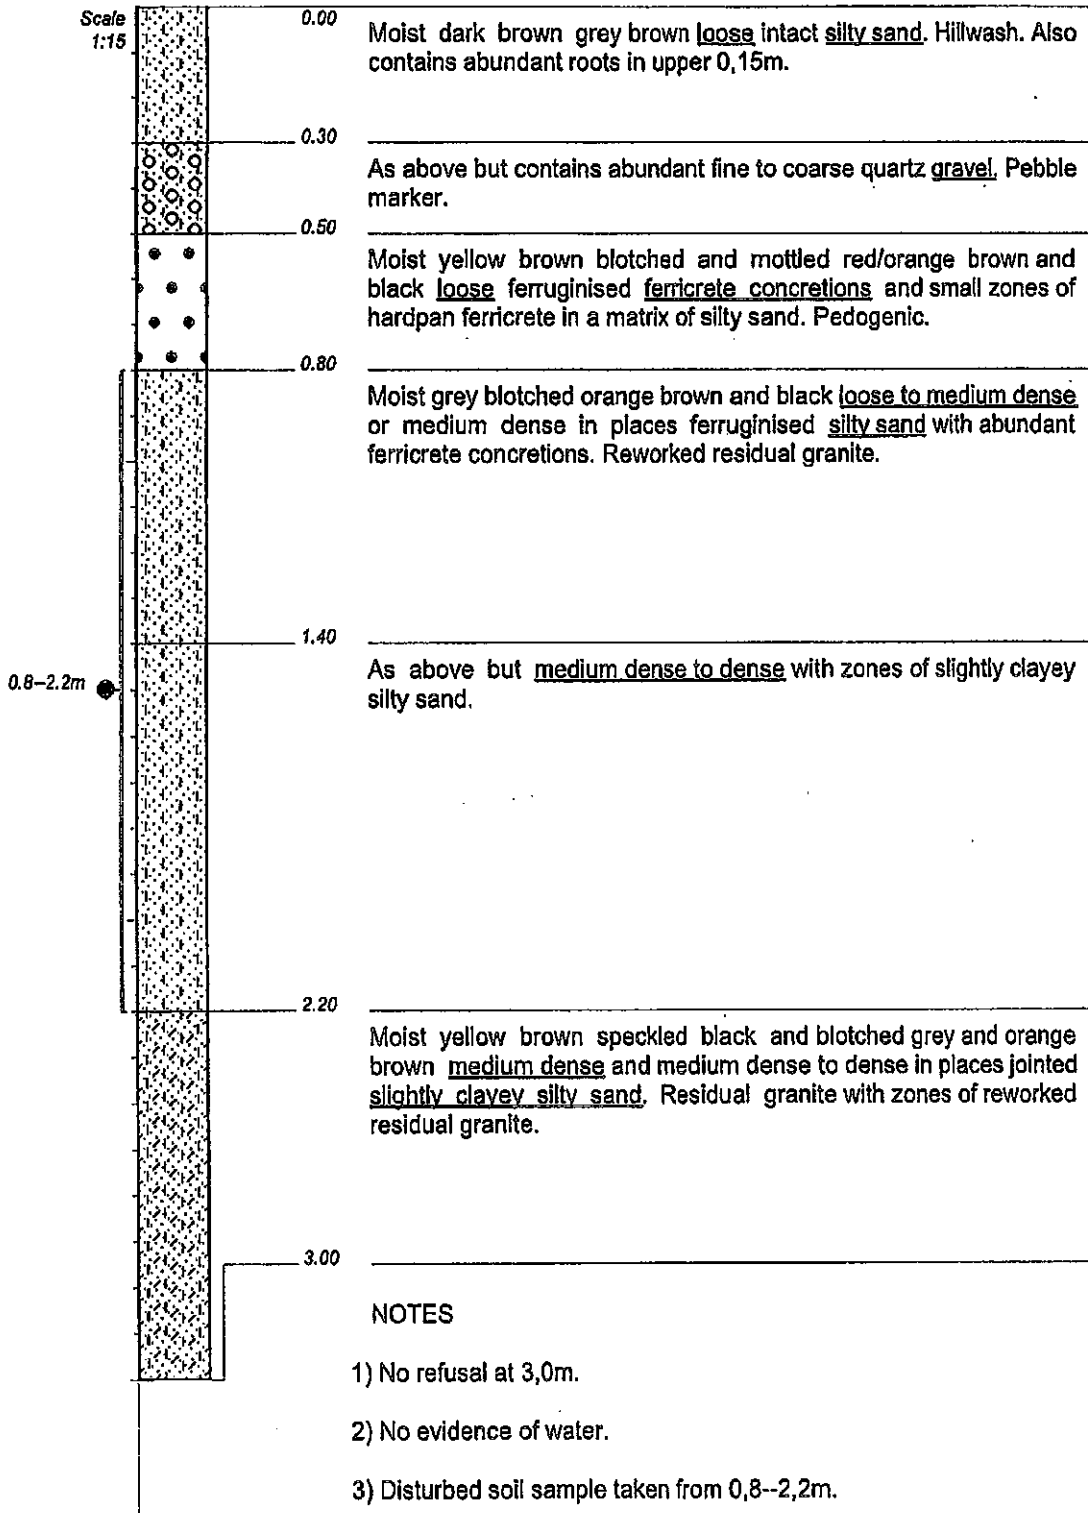 Scale
1:15
0.00
Moist dark brown grey brown loose intact silty sand. Hillwash. Also
contains abundant roots in upper 0,15m.
0.30
As above but contains abundant fine to coarse quartz gravel. Pebble
marker.
0.50
Moist yellow brown blotched and mottled red/orange brown and
black loose ferruginised ferricrete concretions and small zones of
hardpan ferricrete in a matrix of silty sand. Pedogenic.
0.80
Moist grey blotched orange brown and black loose to medium dense
or medium dense in places ferruginised silty sand with abundant
ferricrete concretions. Reworked residual granite.
1.40
As above but medium dense to dense with zones of slightly clayey
silty sand.
0.8–2.2m
2.20
Moist yellow brown speckled black and blotched grey and orange
brown medium dense and medium dense to dense in places jointed
slightly clayey silty sand. Residual granite with zones of reworked
residual granite.
3.00
NOTES
1) No refusal at 3,0m.
2) No evidence of water.
3) Disturbed soil sample taken from 0,8--2,2m.